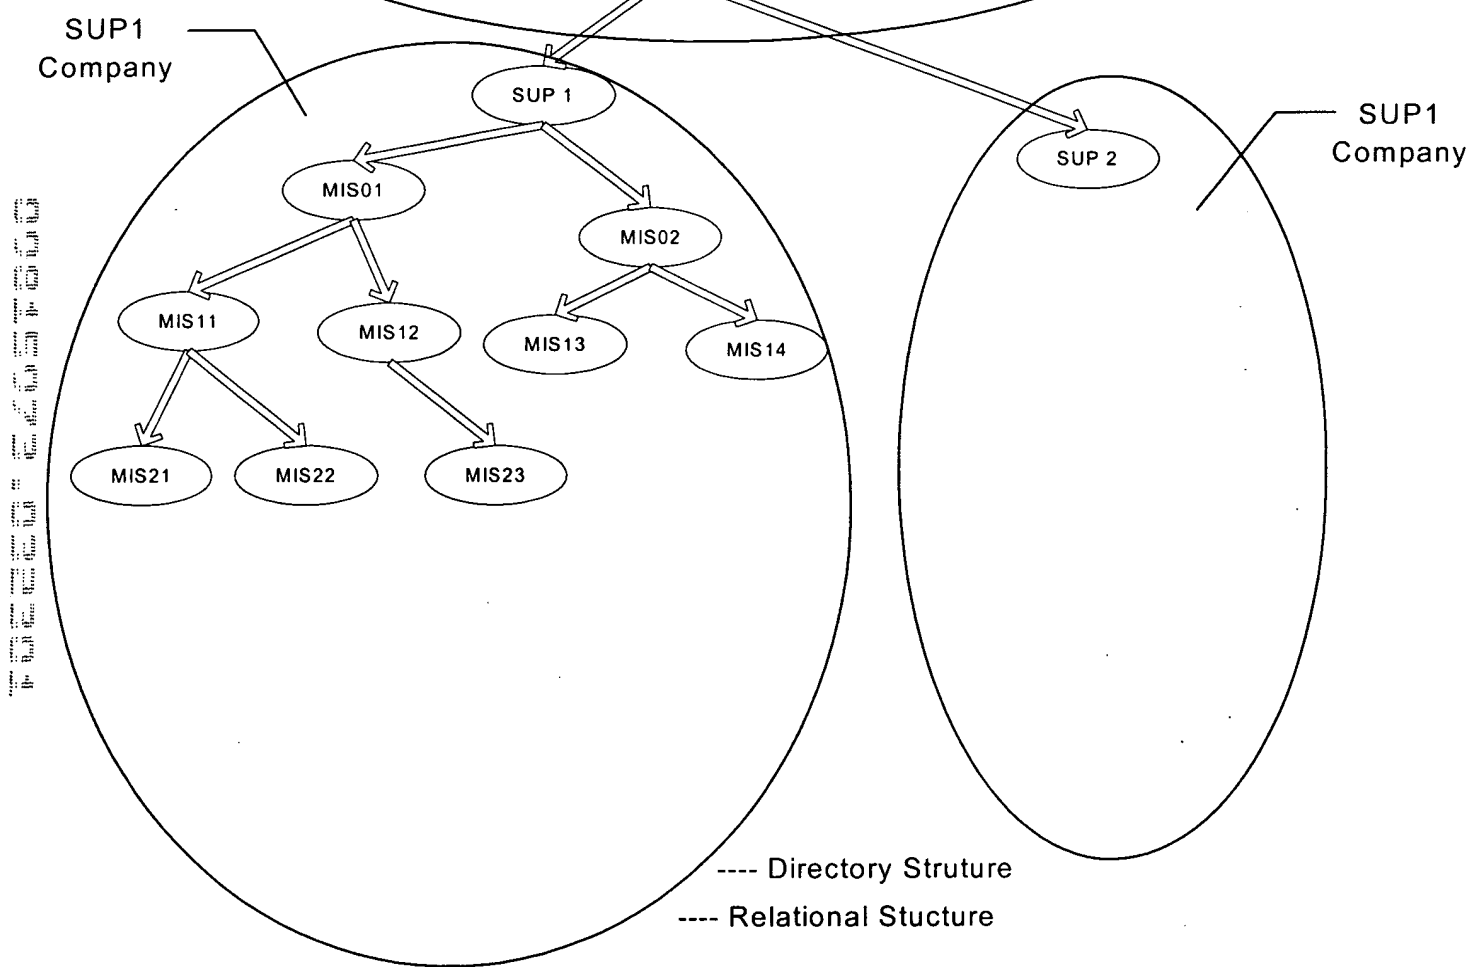 SUP1
Company
SUP 1
SUP1
Company
SUP 2
MIS01
MIS02
MIS11
MIS12
MIS13
MIS14
MIS21
MIS22
MIS23
---- Directory Struture
---- Relational Stucture